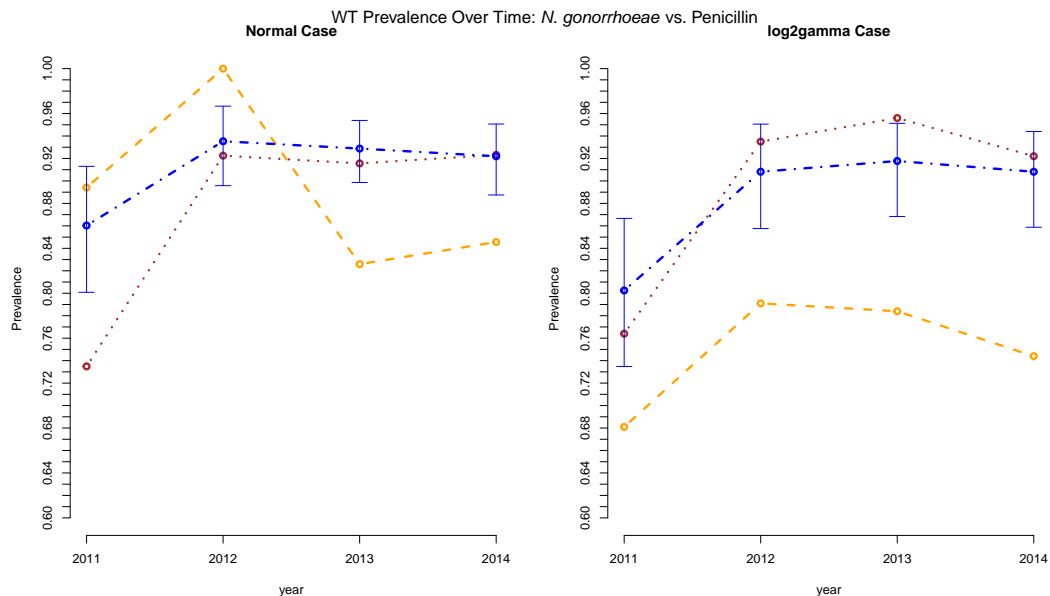 WT Prevalence Over Time: N. gonorrhoeae vs. Penicillin
Normal Case
Prevalence
1.00
0.96
0.92
0.88
0.84
0.80
0.76
0.72
0.68
0.64
0.60
2011 2012 2013 2014
year
log2gamma Case
Prevalence
1.00
0.96
0.92
0.88
0.84
0.80
0.76
0.72
0.68
0.64
0.60
2011 2012 2013 2014
year